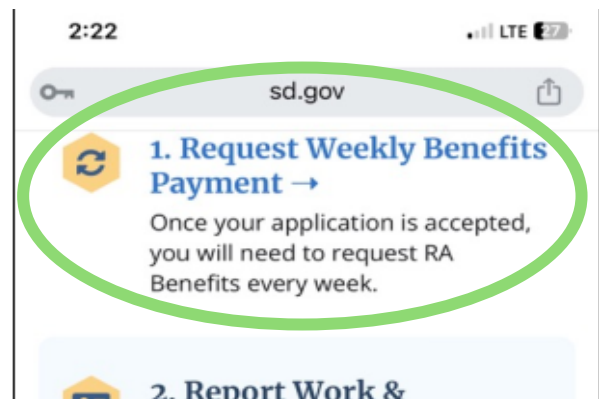 2:22 LTE 27
sd.gov
1. Request Weekly Benefits
Payment →
Once your application is accepted,
you will need to request RA
Benefits every week.
2. Report Work &